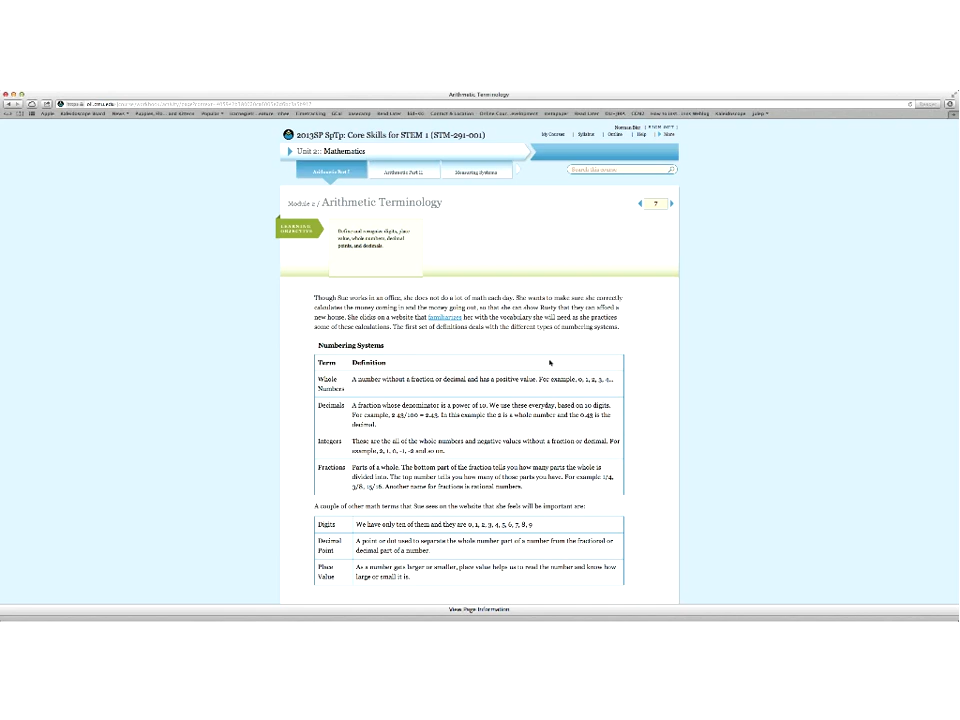 Arithmetic Terminology
2013SP SpTp: Core Skills for STEM 1 (STM-291-001)
My Courses | Syllabus | Outline | Help | More
Unit 2:: Mathematics
Arithmetic Part I
Arithmetic Part II
Measuring Systems
Search this course
Module 2 / Arithmetic Terminology
7
LEARNING
OBJECTIVE
Define and recognize digits, place
value, whole numbers, decimal
points, and decimals.
Though Sue works in an office, she does not do a lot of math each day. She wants to make sure she correctly
calculates the money coming in and the money going out, so that she can show Rusty that they can afford a
new house. She clicks on a website that familiarizes her with the vocabulary she will need as she practices
some of these calculations. The first set of definitions deals with the different types of numbering systems.
Numbering Systems
Term Definition
Whole Numbers A number without a fraction or decimal and has a positive value. For example, 0, 1, 2, 3, 4...
Decimals A fraction whose denominator is a power of 10. We use these everyday, based on 10 digits.
For example, 2 43/100 = 2.43. In this example the 2 is a whole number and the 0.43 is the
decimal.
Integers These are the all of the whole numbers and negative values without a fraction or decimal. For
example, 2, 1, 0, -1, -2 and so on.
Fractions Parts of a whole. The bottom part of the fraction tells you how many parts the whole is
divided into. The top number tells you how many of those parts you have. For example 1/4,
3/8, 15/16. Another name for fractions is rational numbers.
A couple of other math terms that Sue sees on the website that she feels will be important are:
Digits We have only ten of them and they are 0, 1, 2, 3, 4, 5, 6, 7, 8, 9
Decimal Point A point or dot used to separate the whole number part of a number from the fractional or
decimal part of a number.
Place Value As a number gets larger or smaller, place value helps us to read the number and know how
large or small it is.
View Page Information